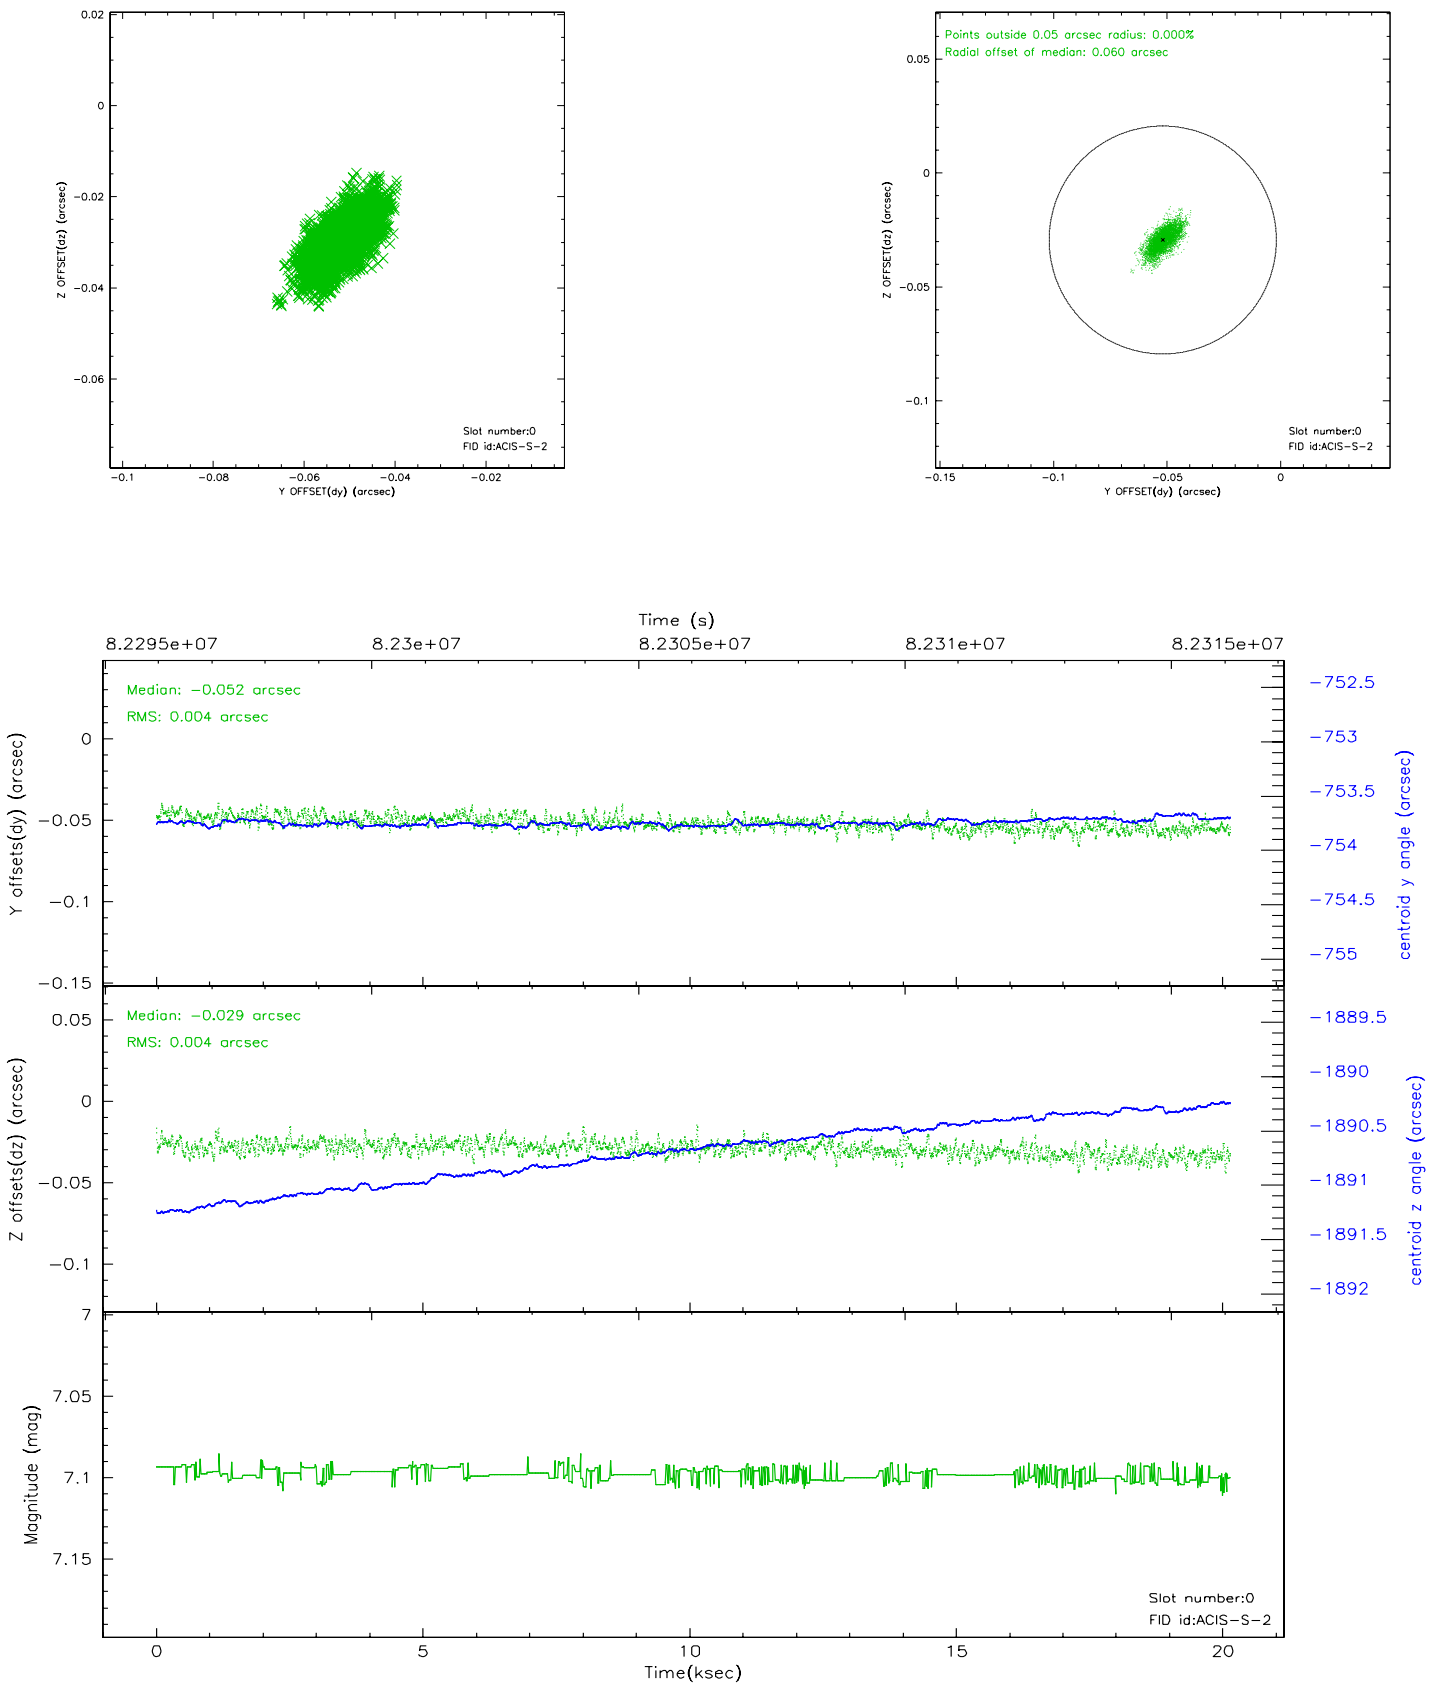 0.02
0
−0.02
−0.04
−0.06
Z OFFSET(dz) (arcsec)
Slot number:0
FID id:ACIS−S−2
−0.1
−0.08
−0.06
−0.04
−0.02
Y OFFSET(dy) (arcsec)
Points outside 0.05 arcsec radius: 0.000%
Radial offset of median: 0.060 arcsec
0.05
0
−0.05
−0.1
Z OFFSET(dz) (arcsec)
Slot number:0
FID id:ACIS−S−2
−0.15
−0.1
−0.05
0
Y OFFSET(dy) (arcsec)
Time (s)
8.2295e+07
8.23e+07
8.2305e+07
8.231e+07
8.2315e+07
Median: −0.052 arcsec
RMS: 0.004 arcsec
0
−0.05
−0.1
−0.15
Y offsets(dy) (arcsec)
−752.5
−753
−753.5
−754
−754.5
−755
centroid y angle (arcsec)
Median: −0.029 arcsec
RMS: 0.004 arcsec
0.05
0
−0.05
−0.1
Z offsets(dz) (arcsec)
−1889.5
−1890
−1890.5
−1891
−1891.5
−1892
centroid z angle (arcsec)
7
7.05
7.1
7.15
Magnitude (mag)
Slot number:0
FID id:ACIS−S−2
0
5
10
15
20
Time(ksec)